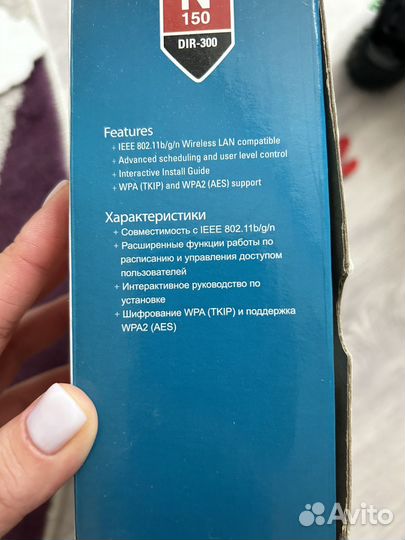 N
150
DIR-300
Features
+ IEEE 802.11b/g/n Wireless LAN compatible
+ Advanced scheduling and user level control
+ Interactive Install Guide
+ WPA (TKIP) and WPA2 (AES) support
Характеристики
+ Совместимость с IEEE 802.11b/g/n
+ Расширенные функции работы по
расписанию и управления доступом
пользователей
+ Интерактивное руководство по
установке
+ Шифрование WPA (TKIP) и поддержка
WPA2 (AES)
Avito